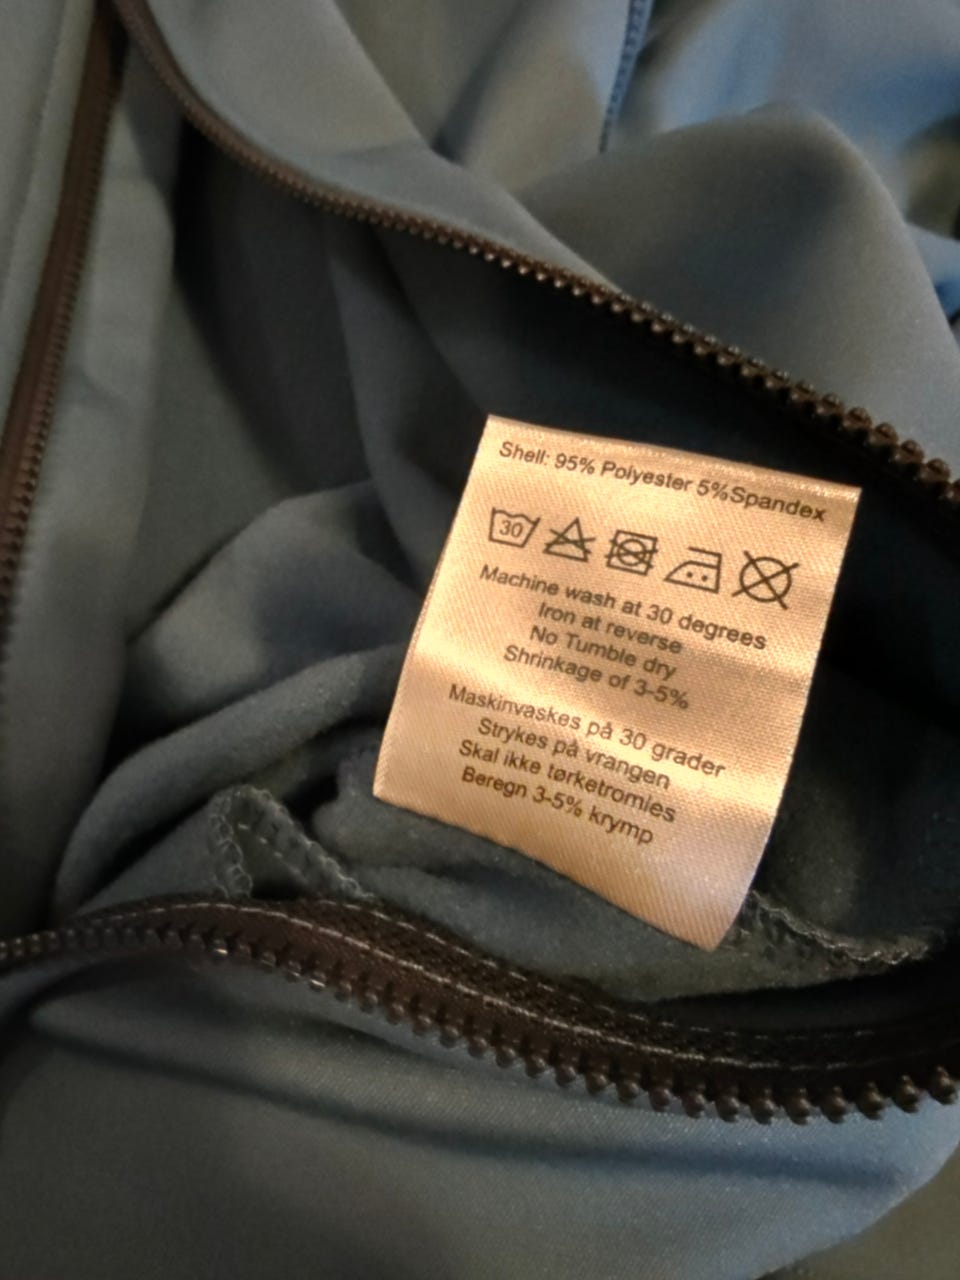 Shell: 95% Polyester 5%Spandex
30
Machine wash at 30 degrees
Iron at reverse
No Tumble dry
Shrinkage of 3-5%
Maskinvaskes på 30 grader
Strykes på vrangen
Skal ikke tørketromles
Beregn 3-5% krymp